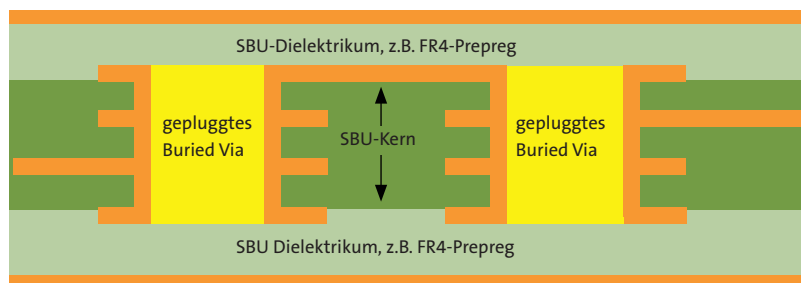 SBU-Dielektrikum, z.B. FR4-Prepreg
gepluggtes
Buried Via
SBU-Kern
gepluggtes
Buried Via
SBU Dielektrikum, z.B. FR4-Prepreg